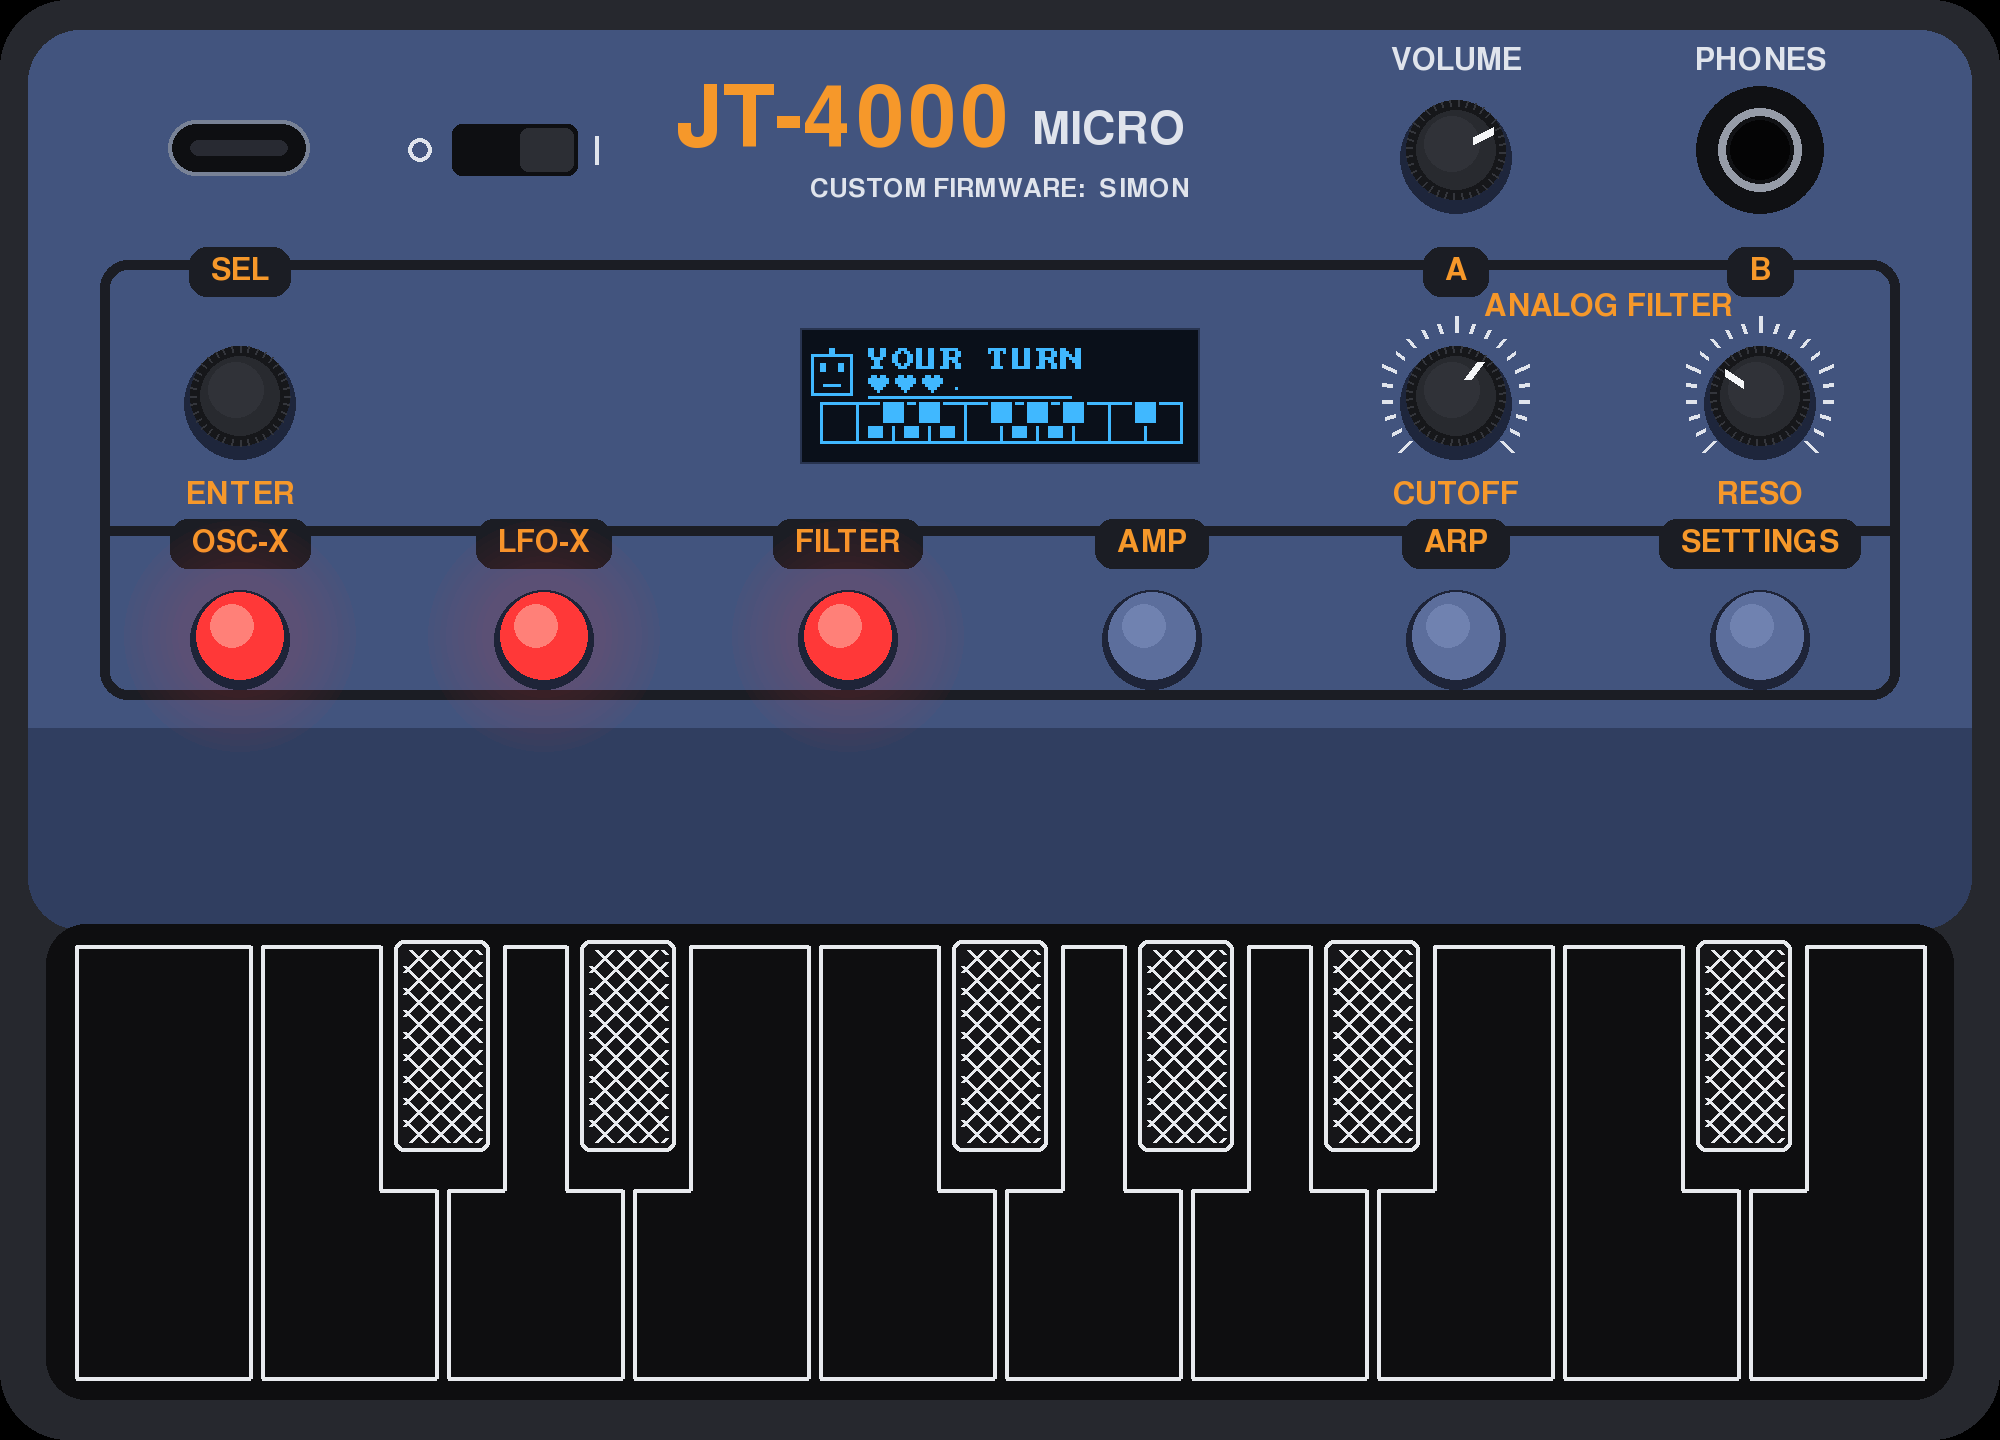 VOLUME
PHONES
JT-4000 MICRO
CUSTOM FIRMWARE: SIMON
SEL
A
B
ANALOG FILTER
YOUR TURN
ENTER
CUTOFF
RESO
OSC-X
LFO-X
FILTER
AMP
ARP
SETTINGS